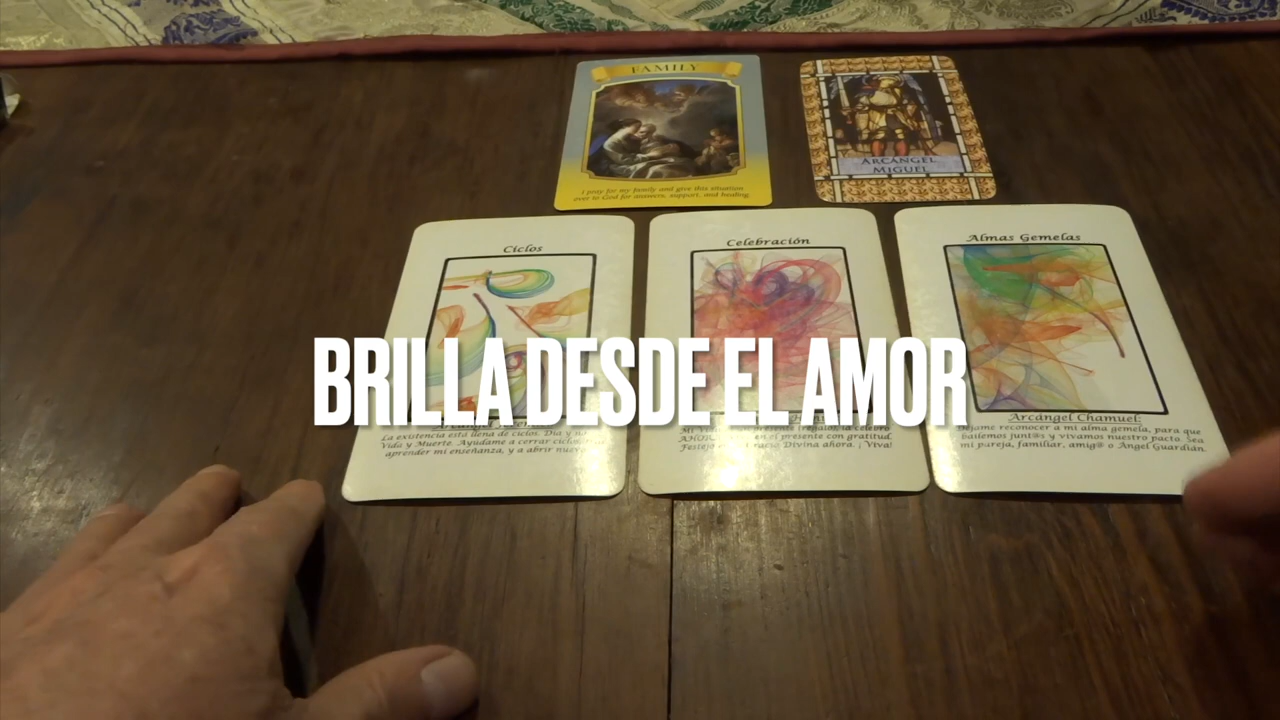 FAMILY
I pray for my family and give this situation
over to God for answers, support, and healing.
ARCÁNGEL
MIGUEL
Ciclos
La existencia está llena de ciclos. Día y
Vida y Muerte. Ayúdame a cerrar
aprender mi enseñanza, y a abrir
Celebración
AHORA en el presente con gratitud.
Divina ahora. ¡Viva!
Almas Gemelas
Arcángel Chamuel:
Déjame reconocer a mi alma gemela, para que
bailemos junt@s y vivamos nuestro pacto. Sea
mi pareja, familiar, amig@ o Ángel Guardián.
BRILLA DESDE EL AMOR